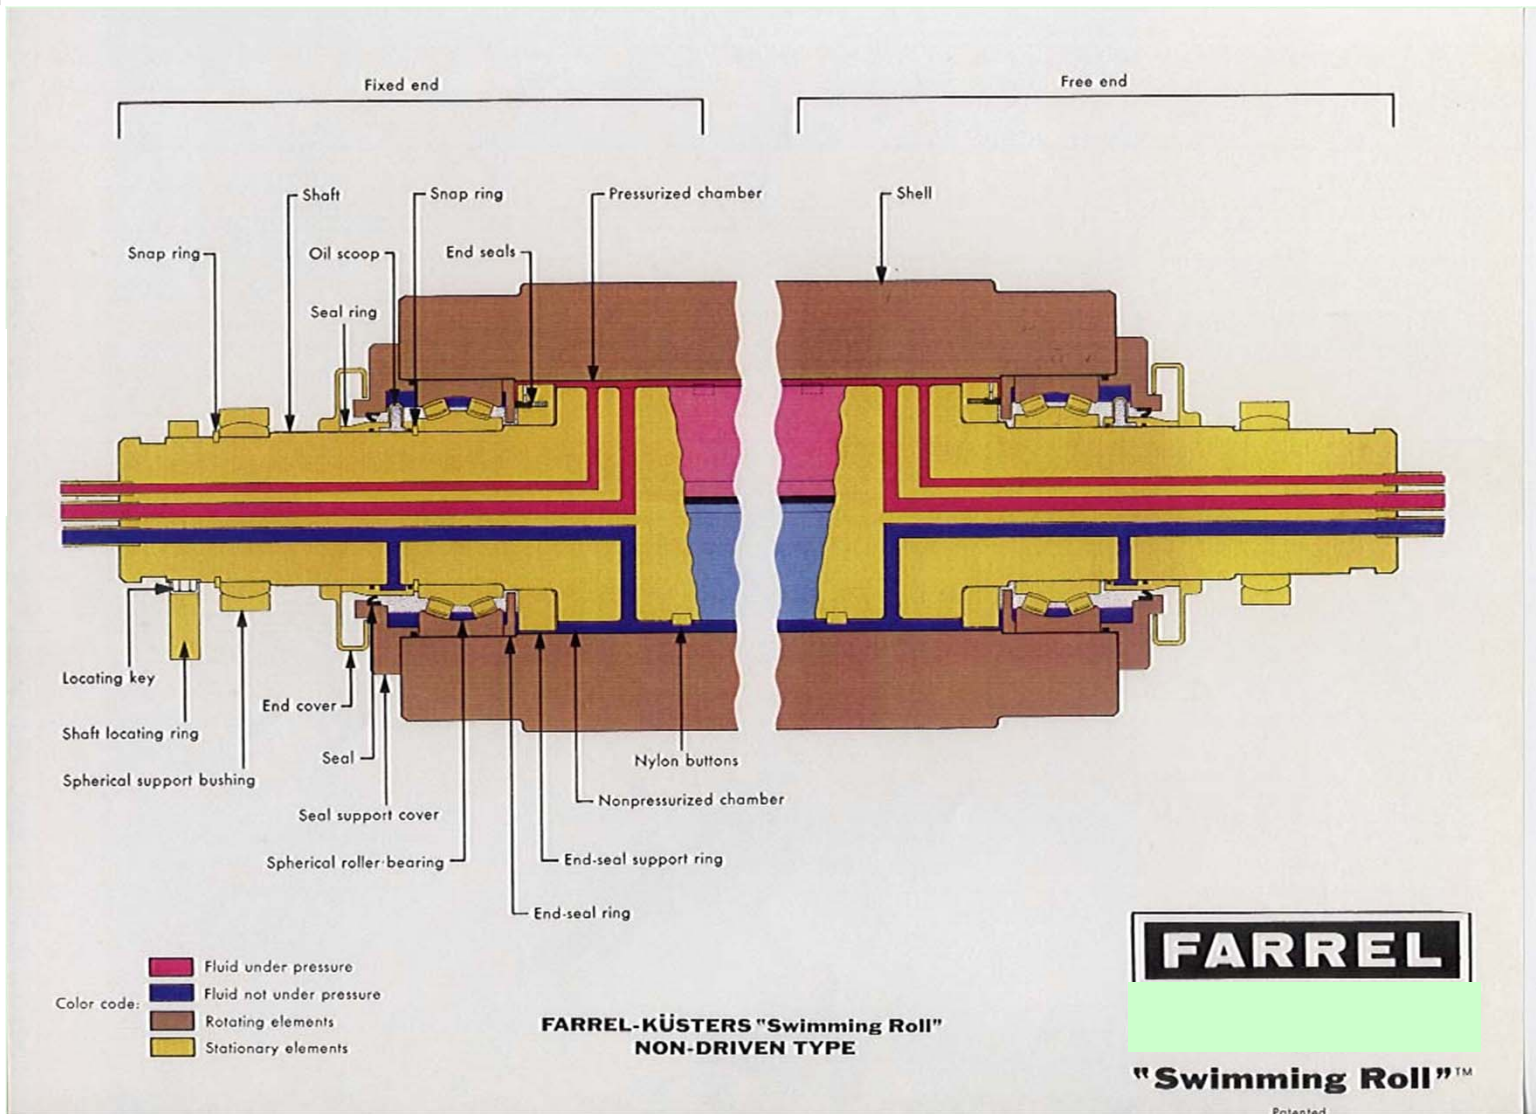 Fixed end
Free end
Shaft
Snap ring
Pressurized chamber
Shell
Snap ring
Oil scoop
End seals
Seal ring
Locating key
End cover
Shaft locating ring
Seal
Nylon buttons
Spherical support bushing
Nonpressurized chamber
Seal support cover
Spherical roller bearing
End-seal support ring
End-seal ring
Color code:
Fluid under pressure
Fluid not under pressure
Rotating elements
Stationary elements
FARREL-KÜSTERS "Swimming Roll"
NON-DRIVEN TYPE
FARREL
"Swimming Roll"™
Patented